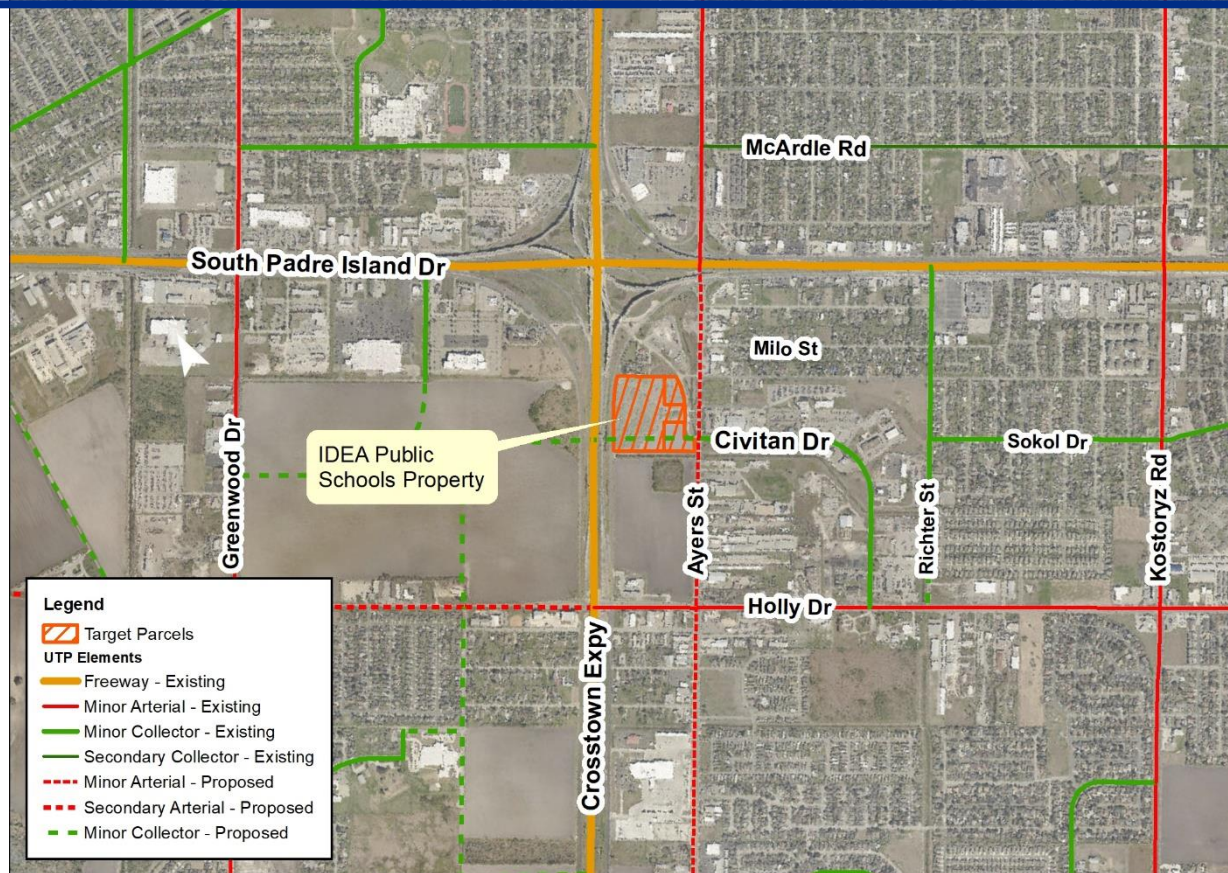 McArdle Rd
South Padre Island Dr
Milo St
IDEA Public
Schools Property
Civitan Dr
Sokol Dr
Greenwood Dr
Ayers St
Richter St
Kostoryz Rd
Holly Dr
Crosstown Expy
Legend
Target Parcels
UTP Elements
Freeway - Existing
Minor Arterial - Existing
Minor Collector - Existing
Secondary Collector - Existing
Minor Arterial - Proposed
Secondary Arterial - Proposed
Minor Collector - Proposed